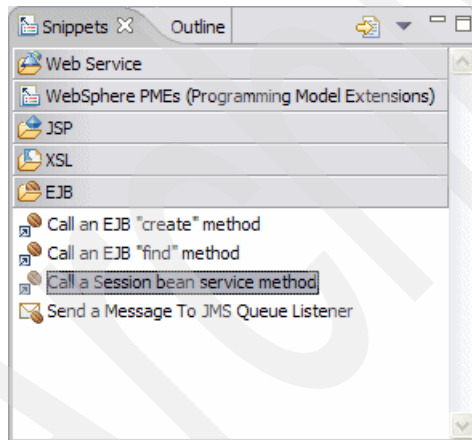 Snippets Outline
Web Service
WebSphere PMEs (Programming Model Extensions)
JSP
XSL
EJB
Call an EJB "create" method
Call an EJB "find" method
Call a Session bean service method
Send a Message To JMS Queue Listener